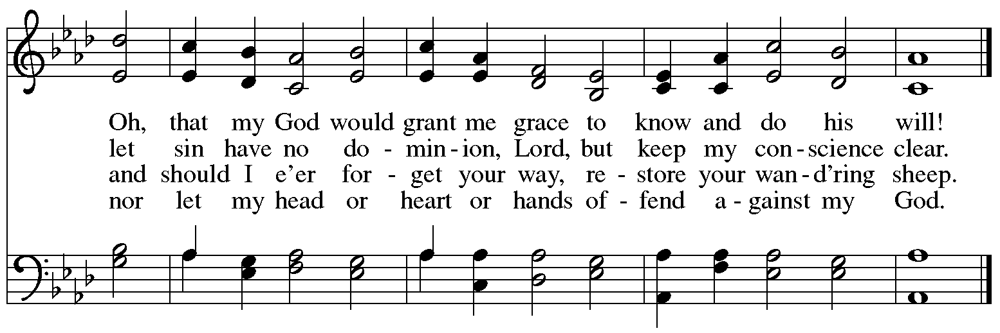 Oh, that my God would grant me grace to know and do his will!
let sin have no do - min - ion, Lord, but keep my con - science clear.
and should I e'er for - get your way, re - store your wan - d'ring sheep.
nor let my head or heart or hands of - fend a - gainst my God.